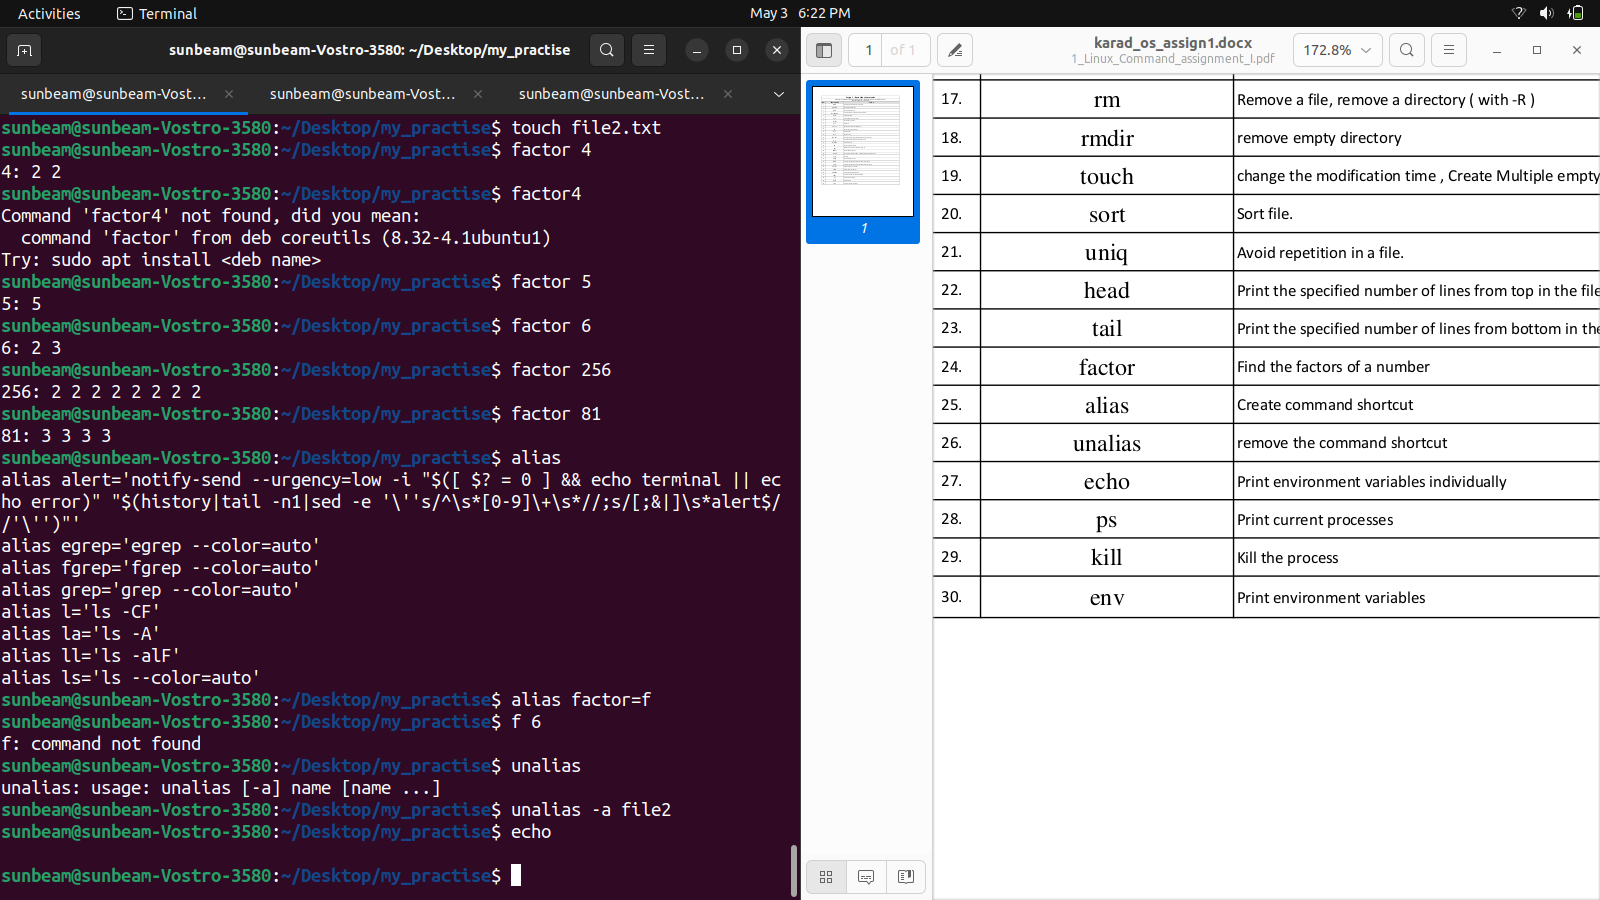 Activities
Terminal
May 3 6:22 PM
sunbeam@sunbeam-Vostro-3580: ~/Desktop/my_practise
sunbeam@sunbeam-Vost...
sunbeam@sunbeam-Vost...
sunbeam@sunbeam-Vost...
sunbeam@sunbeam-Vostro-3580:~/Desktop/my_practise$ touch file2.txt
sunbeam@sunbeam-Vostro-3580:~/Desktop/my_practise$ factor 4
4: 2 2
sunbeam@sunbeam-Vostro-3580:~/Desktop/my_practise$ factor4
Command 'factor4' not found, did you mean:
  command 'factor' from deb coreutils (8.32-4.1ubuntu1)
Try: sudo apt install <deb name>
sunbeam@sunbeam-Vostro-3580:~/Desktop/my_practise$ factor 5
5: 5
sunbeam@sunbeam-Vostro-3580:~/Desktop/my_practise$ factor 6
6: 2 3
sunbeam@sunbeam-Vostro-3580:~/Desktop/my_practise$ factor 256
256: 2 2 2 2 2 2 2 2
sunbeam@sunbeam-Vostro-3580:~/Desktop/my_practise$ factor 81
81: 3 3 3 3
sunbeam@sunbeam-Vostro-3580:~/Desktop/my_practise$ alias
alias alert='notify-send --urgency=low -i "$([ $? = 0 ] && echo terminal || ec
ho error)" "$(history|tail -n1|sed -e '\''s/^\s*[0-9]\+\s*//;s/[;&|]\s*alert$/
/'\'')"'
alias egrep='egrep --color=auto'
alias fgrep='fgrep --color=auto'
alias grep='grep --color=auto'
alias l='ls -CF'
alias la='ls -A'
alias ll='ls -alF'
alias ls='ls --color=auto'
sunbeam@sunbeam-Vostro-3580:~/Desktop/my_practise$ alias factor=f
sunbeam@sunbeam-Vostro-3580:~/Desktop/my_practise$ f 6
f: command not found
sunbeam@sunbeam-Vostro-3580:~/Desktop/my_practise$ unalias
unalias: usage: unalias [-a] name [name ...]
sunbeam@sunbeam-Vostro-3580:~/Desktop/my_practise$ unalias -a file2
sunbeam@sunbeam-Vostro-3580:~/Desktop/my_practise$ echo
sunbeam@sunbeam-Vostro-3580:~/Desktop/my_practise$
1 of 1
karad_os_assign1.docx
1_Linux_Command_assignment_I.pdf
172.8%
1
17. rm Remove a file, remove a directory ( with -R )
18. rmdir remove empty directory
19. touch change the modification time , Create Multiple empty
20. sort Sort file.
21. uniq Avoid repetition in a file.
22. head Print the specified number of lines from top in the file
23. tail Print the specified number of lines from bottom in the
24. factor Find the factors of a number
25. alias Create command shortcut
26. unalias remove the command shortcut
27. echo Print environment variables individually
28. ps Print current processes
29. kill Kill the process
30. env Print environment variables